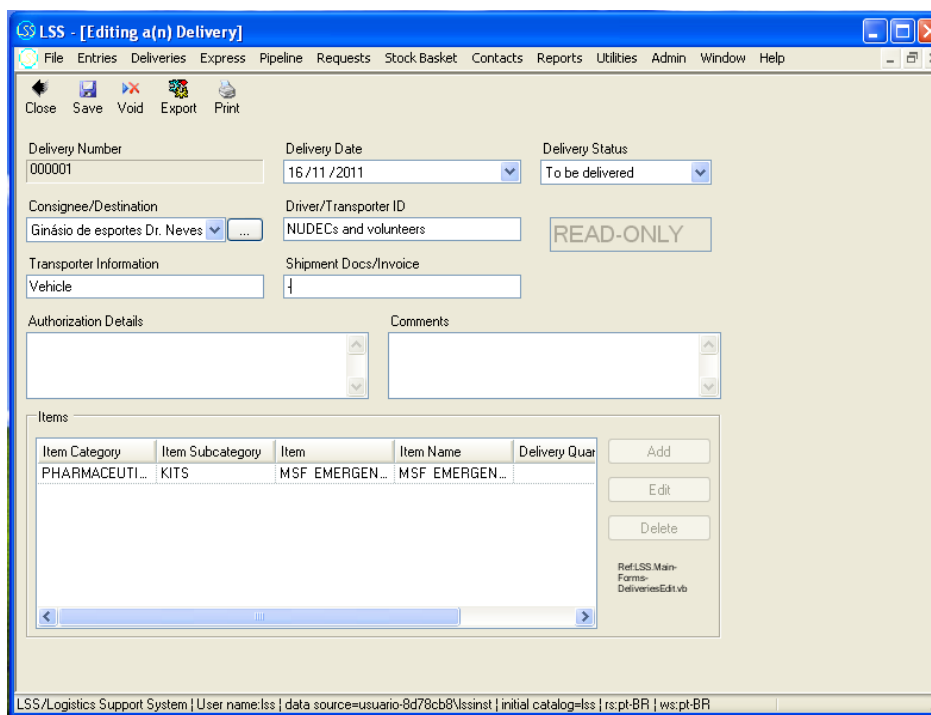 LSS LSS - [Editing a(n) Delivery]
File Entries Deliveries Express Pipeline Requests Stock Basket Contacts Reports Utilities Admin Window Help
Close Save Void Export Print
Delivery Number Delivery Date Delivery Status
000001 16/11/2011 To be delivered
Consignee/Destination Driver/Transporter ID
Ginásio de esportes Dr. Neves ... NUDECs and volunteers READ-ONLY
Transporter Information Shipment Docs/Invoice
Vehicle -
Authorization Details Comments
Items
Item Category Item Subcategory Item Item Name Delivery Quan
PHARMACEUTI... KITS MSF EMERGEN... MSF EMERGEN...
Add
Edit
Delete
Ref:LSS.Main-
Forms-
DeliveriesEdit.vb
LSS/Logistics Support System | User name:lss | data source=usuario-8d78cb8\lssinst | initial catalog=lss | rs:pt-BR | ws:pt-BR